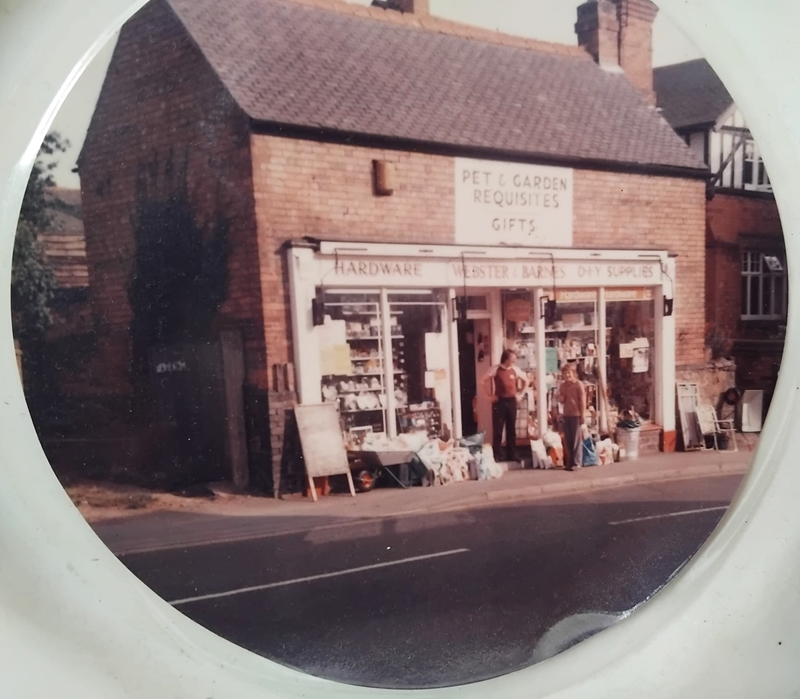 PET & GARDEN
REQUISITES
GIFTS
HARDWARE WEBSTER & BARNES D·I·Y SUPPLIES